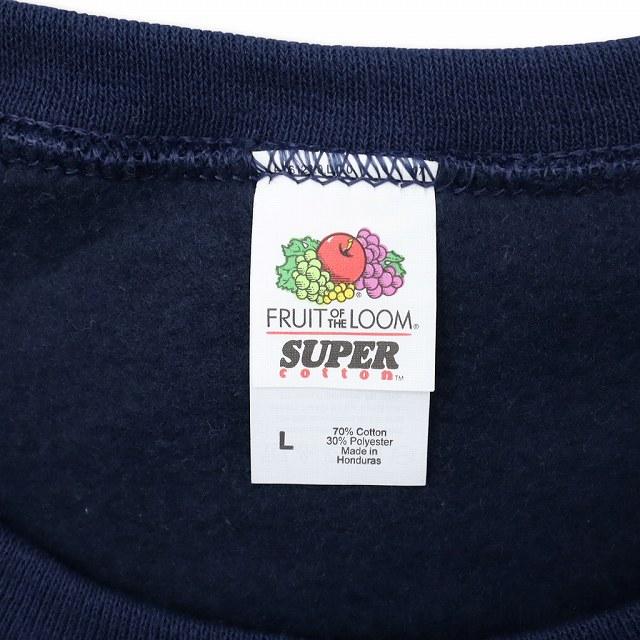 FRUIT OF THE LOOM®
SUPER
cotton™
L
70% Cotton
30% Polyester
Made in
Honduras